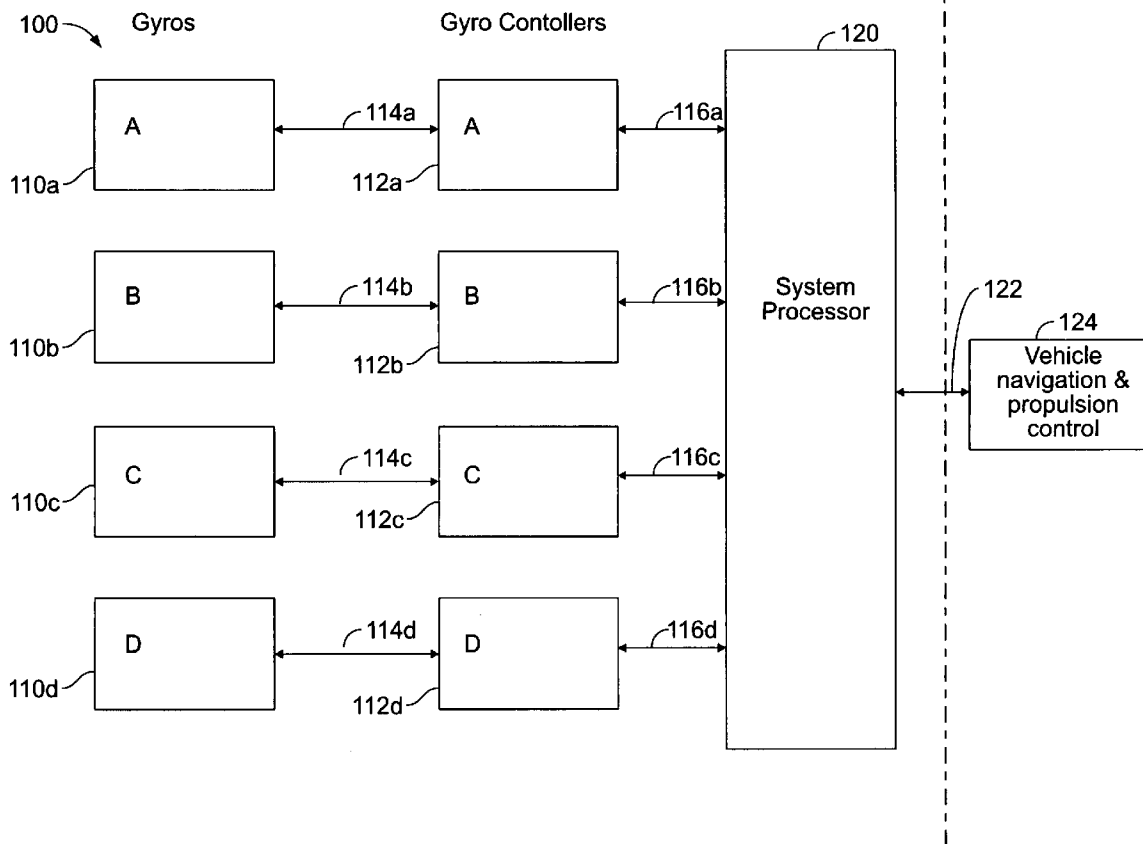 100
Gyros
Gyro Contollers
120
A
114a
A
116a
110a
112a
B
114b
B
116b
System
Processor
122
110b
112b
124
Vehicle
navigation &
propulsion
control
C
114c
C
116c
110c
112c
D
114d
D
116d
110d
112d